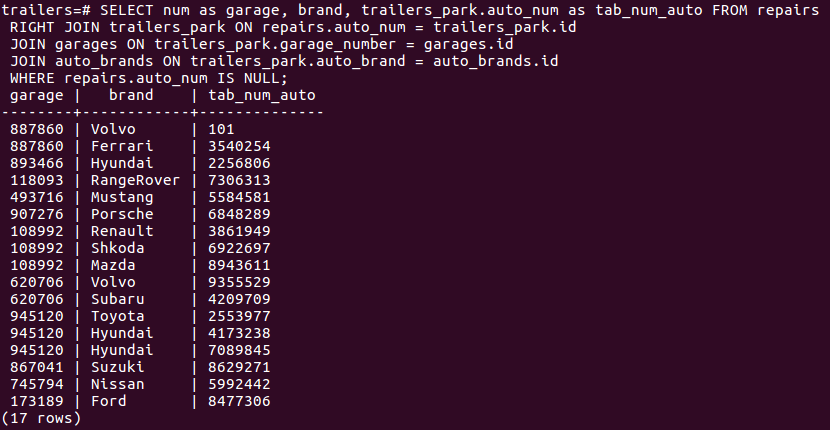 trailers=# SELECT num as garage, brand, trailers_park.auto_num as tab_num_auto FROM repairs
 RIGHT JOIN trailers_park ON repairs.auto_num = trailers_park.id
 JOIN garages ON trailers_park.garage_number = garages.id
 JOIN auto_brands ON trailers_park.auto_brand = auto_brands.id
 WHERE repairs.auto_num IS NULL;
 garage |   brand    | tab_num_auto
--------+------------+--------------
 887860 | Volvo      | 101
 887860 | Ferrari    | 3540254
 893466 | Hyundai    | 2256806
 118093 | RangeRover | 7306313
 493716 | Mustang    | 5584581
 907276 | Porsche    | 6848289
 108992 | Renault    | 3861949
 108992 | Shkoda     | 6922697
 108992 | Mazda      | 8943611
 620706 | Volvo      | 9355529
 620706 | Subaru     | 4209709
 945120 | Toyota     | 2553977
 945120 | Hyundai    | 4173238
 945120 | Hyundai    | 7089845
 867041 | Suzuki     | 8629271
 745794 | Nissan     | 5992442
 173189 | Ford       | 8477306
(17 rows)